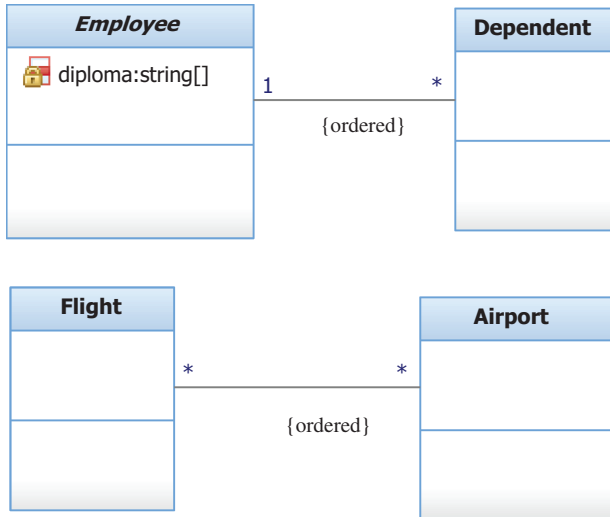 Employee
Dependent
diploma:string[]
1
*
{ordered}
Flight
Airport
*
*
{ordered}